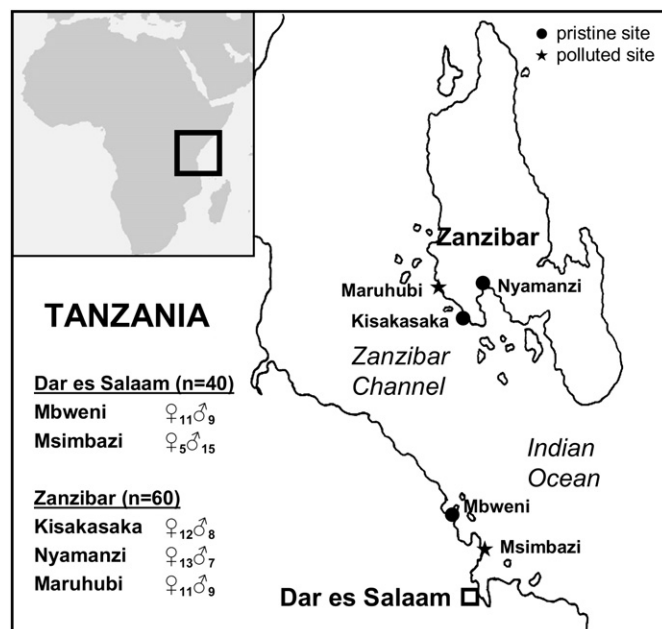 ● pristine site
★ polluted site
Zanzibar
Maruhubi
Nyamanzi
Kisakasaka
TANZANIA
Zanzibar
Channel
Dar es Salaam (n=40)
Mbweni ♀11♂9
Msimbazi ♀5♂15
Indian
Ocean
Zanzibar (n=60)
Kisakasaka ♀12♂8
Nyamanzi ♀13♂7
Maruhubi ♀11♂9
Mbweni
Msimbazi
Dar es Salaam